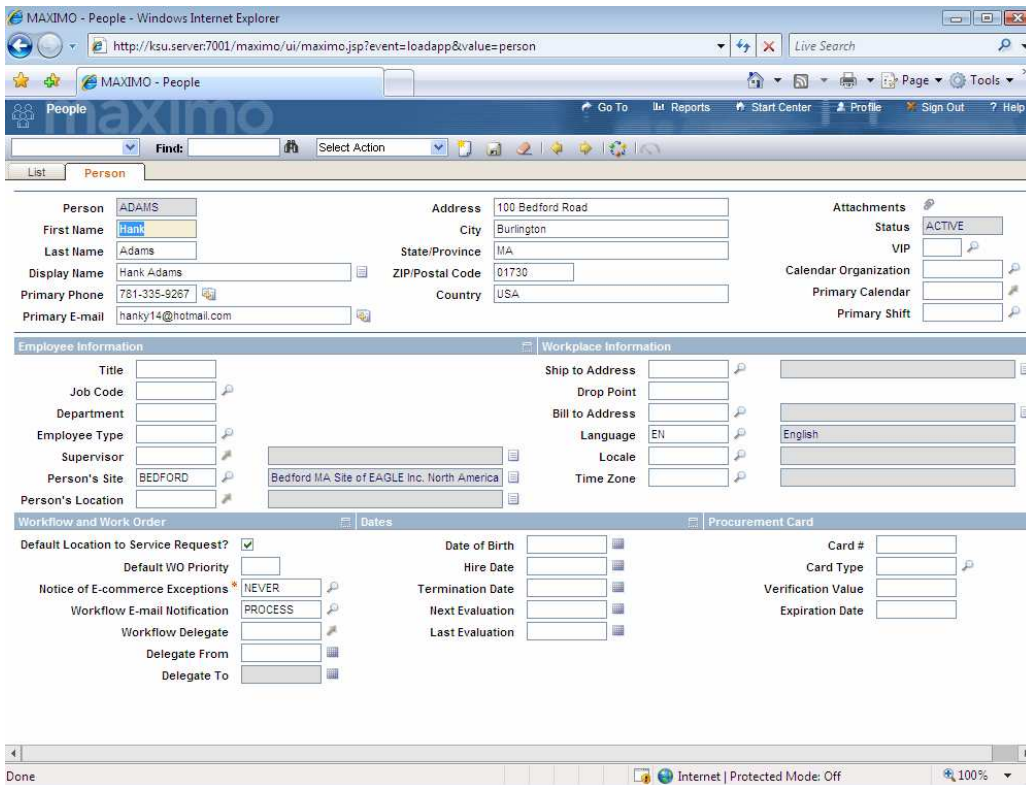 MAXIMO - People - Windows Internet Explorer
http://ksu.server:7001/maximo/ui/maximo.jsp?event=loadapp&value=person Live Search
MAXIMO - People Page Tools
People maximo Go To Reports Start Center Profile Sign Out ? Help
Find: Select Action
List Person
Person ADAMS Address 100 Bedford Road Attachments
First Name Hank City Burlington Status ACTIVE
Last Name Adams State/Province MA VIP
Display Name Hank Adams ZIP/Postal Code 01730 Calendar Organization
Primary Phone 781-335-9267 Country USA Primary Calendar
Primary E-mail hanky14@hotmail.com Primary Shift
Employee Information Workplace Information
Title Ship to Address
Job Code Drop Point
Department Bill to Address
Employee Type Language EN English
Supervisor Locale
Person's Site BEDFORD Bedford MA Site of EAGLE Inc. North America Time Zone
Person's Location
Workflow and Work Order Dates Procurement Card
Default Location to Service Request? Date of Birth Card #
Default WO Priority Hire Date Card Type
Notice of E-commerce Exceptions * NEVER Termination Date Verification Value
Workflow E-mail Notification PROCESS Next Evaluation Expiration Date
Workflow Delegate Last Evaluation
Delegate From
Delegate To
Done Internet | Protected Mode: Off 100%